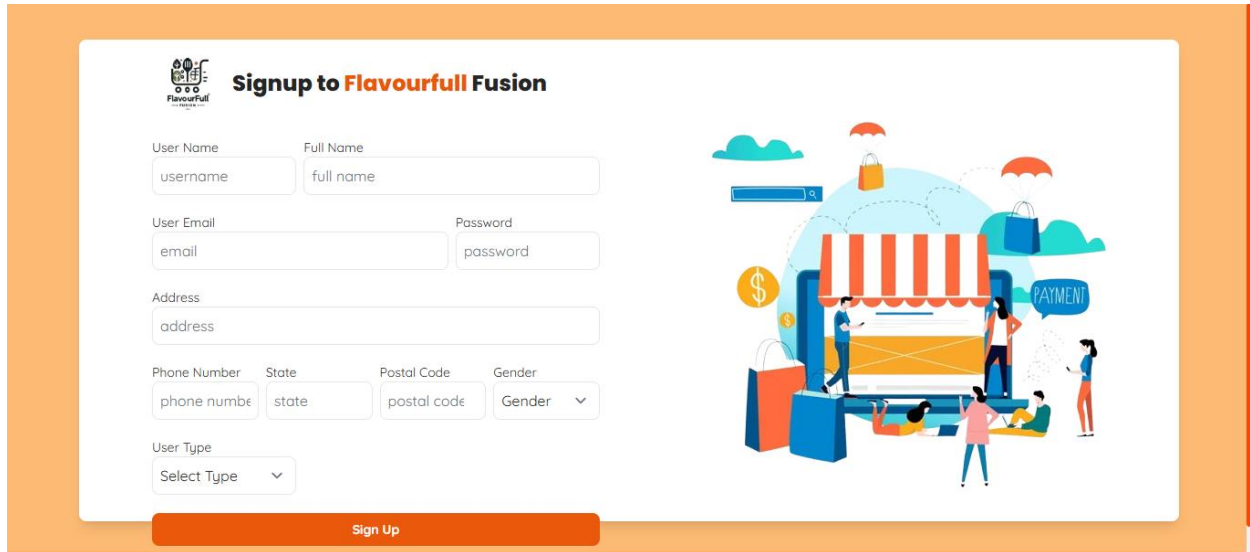 FlavourFull
FUSION
Signup to Flavourfull Fusion
User Name Full Name
username full name
User Email Password
email password
Address
address
Phone Number State Postal Code Gender
phone numbe state postal code Gender
User Type
Select Type
Sign Up
PAYMENT
$
$